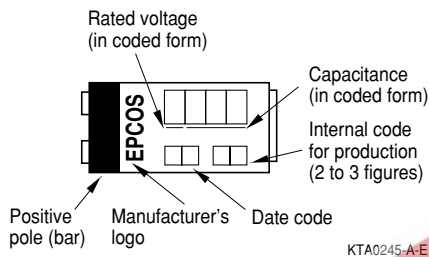 Rated voltage
(in coded form)
Capacitance
(in coded form)
EPCOS
Internal code
for production
(2 to 3 figures)
Positive
pole (bar)
Manufacturer's
logo
Date code
KTA0245-A-E